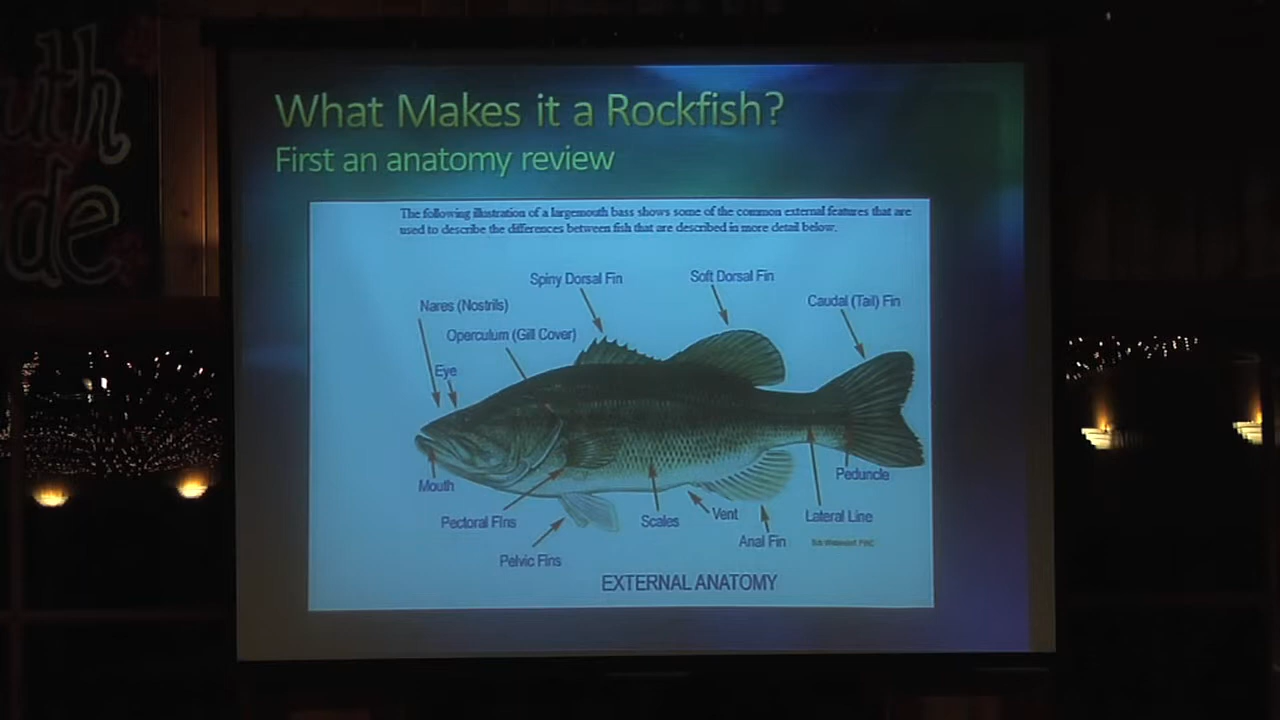 What Makes it a Rockfish?
First an anatomy review
The following illustration of a largemouth bass shows some of the common external features that are
used to describe the differences between fish that are described in more detail below.
Spiny Dorsal Fin
Soft Dorsal Fin
Caudal (Tail) Fin
Nares (Nostrils)
Operculum (Gill Cover)
Eye
Mouth
Peduncle
Pectoral Fins
Scales
Vent
Lateral Line
Anal Fin
Pelvic Fins
EXTERNAL ANATOMY